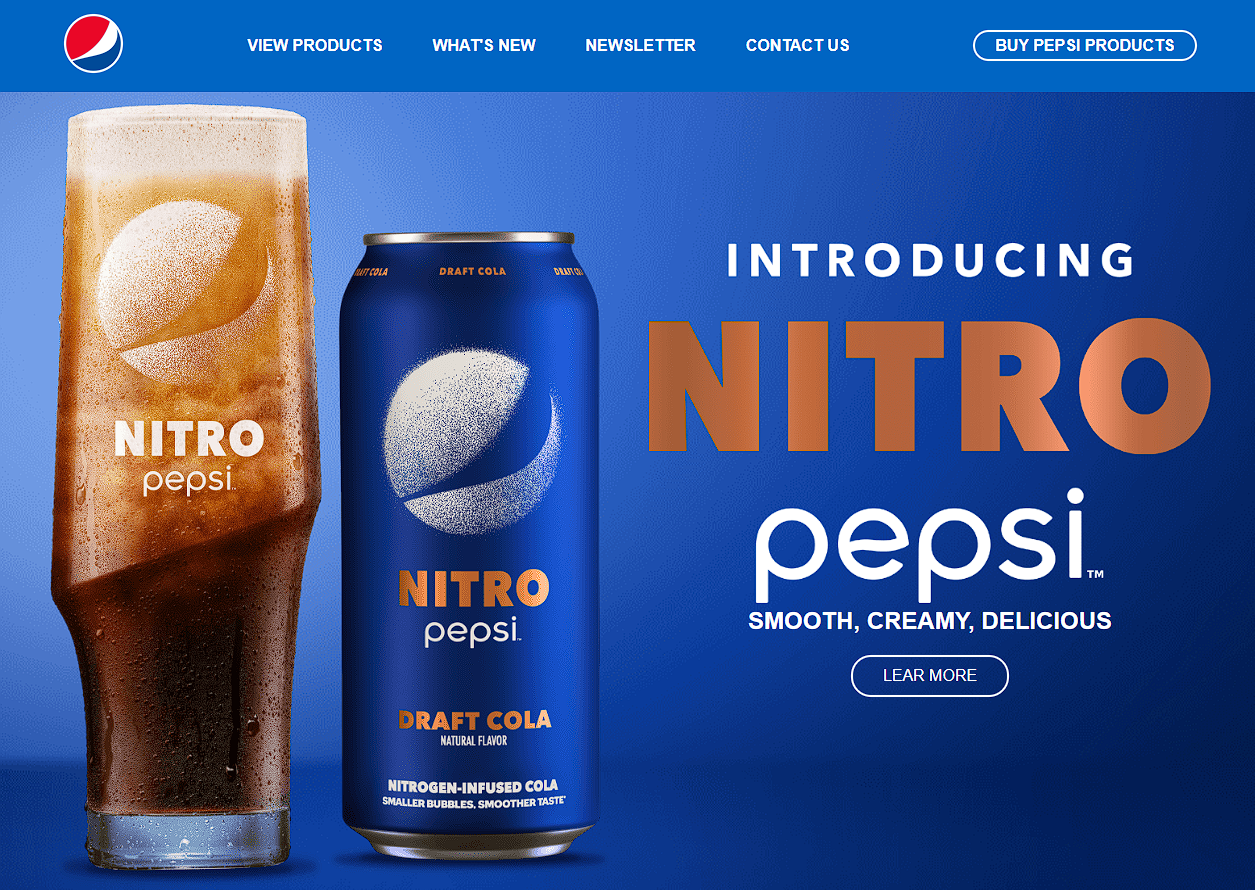 VIEW PRODUCTS
WHAT'S NEW
NEWSLETTER
CONTACT US
BUY PEPSI PRODUCTS
NITRO
pepsi
DRAFT COLA
DRAFT COLA
DRAFT COLA
NITRO
pepsi
DRAFT COLA
NATURAL FLAVOR
NITROGEN-INFUSED COLA
SMALLER BUBBLES, SMOOTHER TASTE*
INTRODUCING
NITRO
pepsi™
SMOOTH, CREAMY, DELICIOUS
LEAR MORE